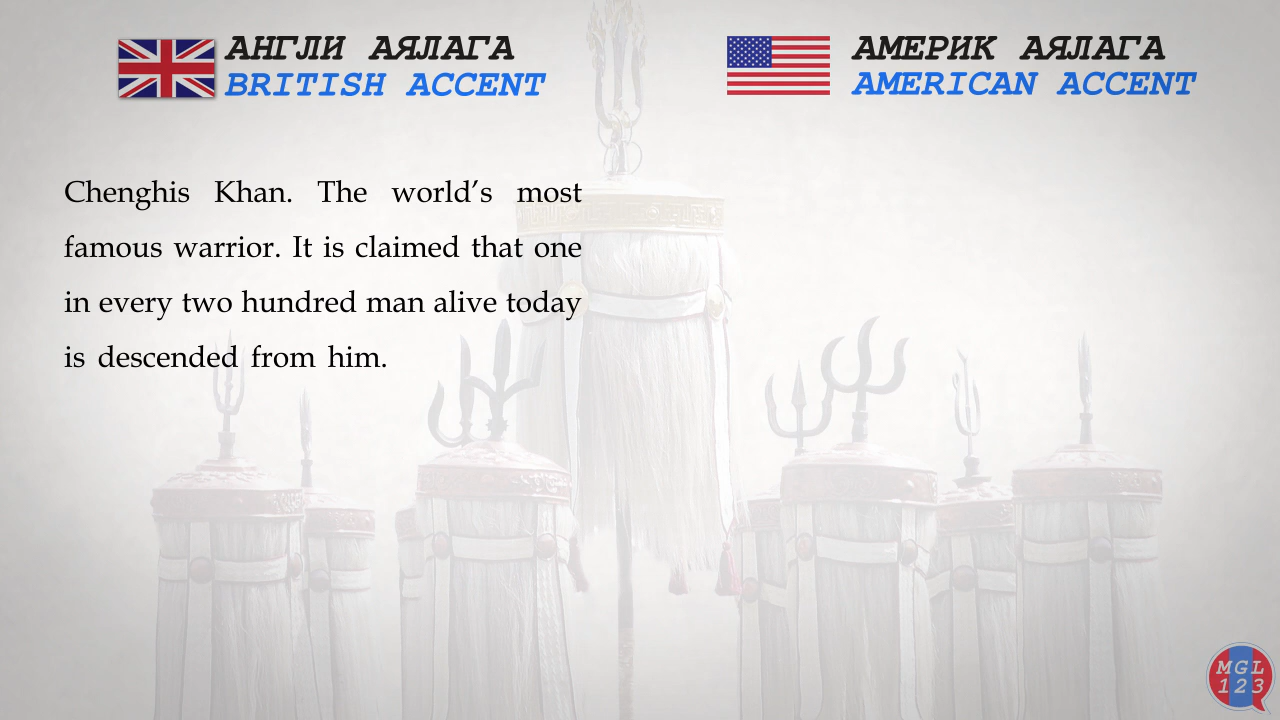 АНГЛИ АЯЛАГА
BRITISH ACCENT
АМЕРИК АЯЛАГА
AMERICAN ACCENT
Chenghis Khan. The world’s most
famous warrior. It is claimed that one
in every two hundred man alive today
is descended from him.
MGL
123